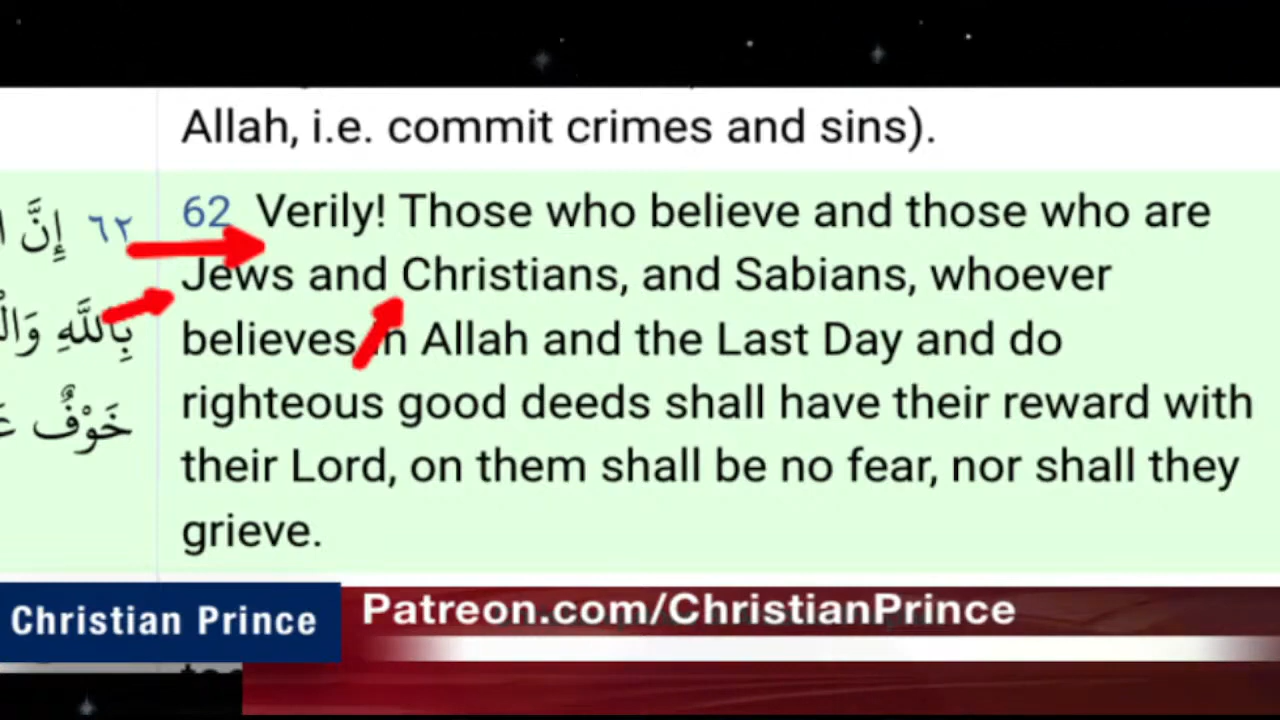 Allah, i.e. commit crimes and sins).
٦٢ إِنَّ
62 Verily! Those who believe and those who are
Jews and Christians, and Sabians, whoever
بِاللَّهِ
believes in Allah and the Last Day and do
righteous good deeds shall have their reward with
خَوْفٌ
their Lord, on them shall be no fear, nor shall they
grieve.
Christian Prince
Patreon.com/ChristianPrince